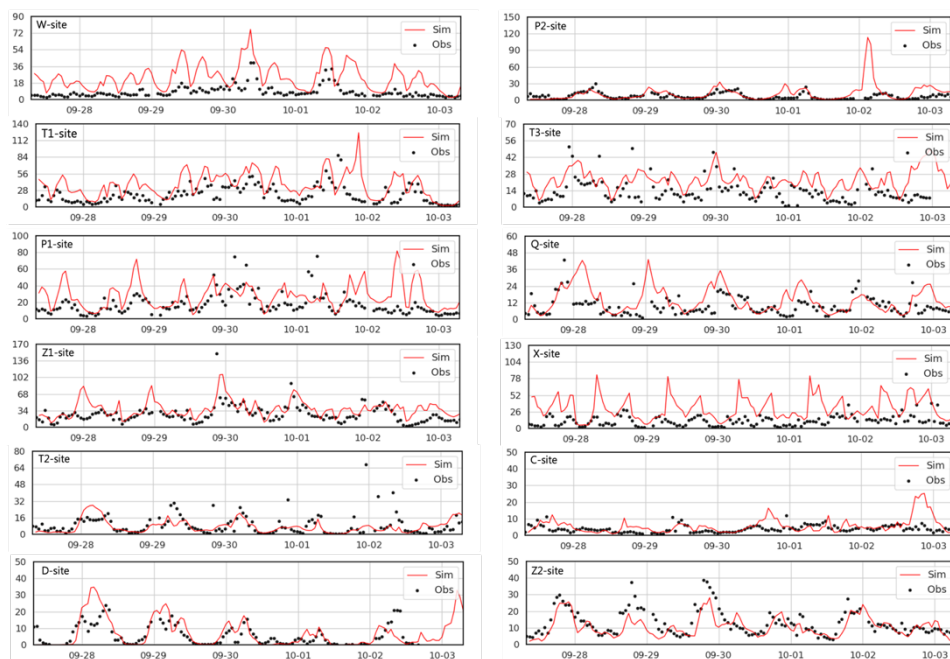 W-site
Sim
Obs
90
72
54
36
18
0
09-28 09-29 09-30 10-01 10-02 10-03
P2-site
Sim
Obs
150
120
90
60
30
0
09-28 09-29 09-30 10-01 10-02 10-03
T1-site
Sim
Obs
140
112
84
56
28
0
09-28 09-29 09-30 10-01 10-02 10-03
T3-site
Sim
Obs
70
56
42
28
14
0
09-28 09-29 09-30 10-01 10-02 10-03
P1-site
Sim
Obs
100
80
60
40
20
0
09-28 09-29 09-30 10-01 10-02 10-03
Q-site
Sim
Obs
60
48
36
24
12
0
09-28 09-29 09-30 10-01 10-02 10-03
Z1-site
Sim
Obs
170
136
102
68
34
0
09-28 09-29 09-30 10-01 10-02 10-03
X-site
Sim
Obs
130
104
78
52
26
0
09-28 09-29 09-30 10-01 10-02 10-03
T2-site
Sim
Obs
80
64
48
32
16
0
09-28 09-29 09-30 10-01 10-02 10-03
C-site
Sim
Obs
50
40
30
20
10
0
09-28 09-29 09-30 10-01 10-02 10-03
D-site
Sim
Obs
50
40
30
20
10
0
09-28 09-29 09-30 10-01 10-02 10-03
Z2-site
Sim
Obs
50
40
30
20
10
0
09-28 09-29 09-30 10-01 10-02 10-03